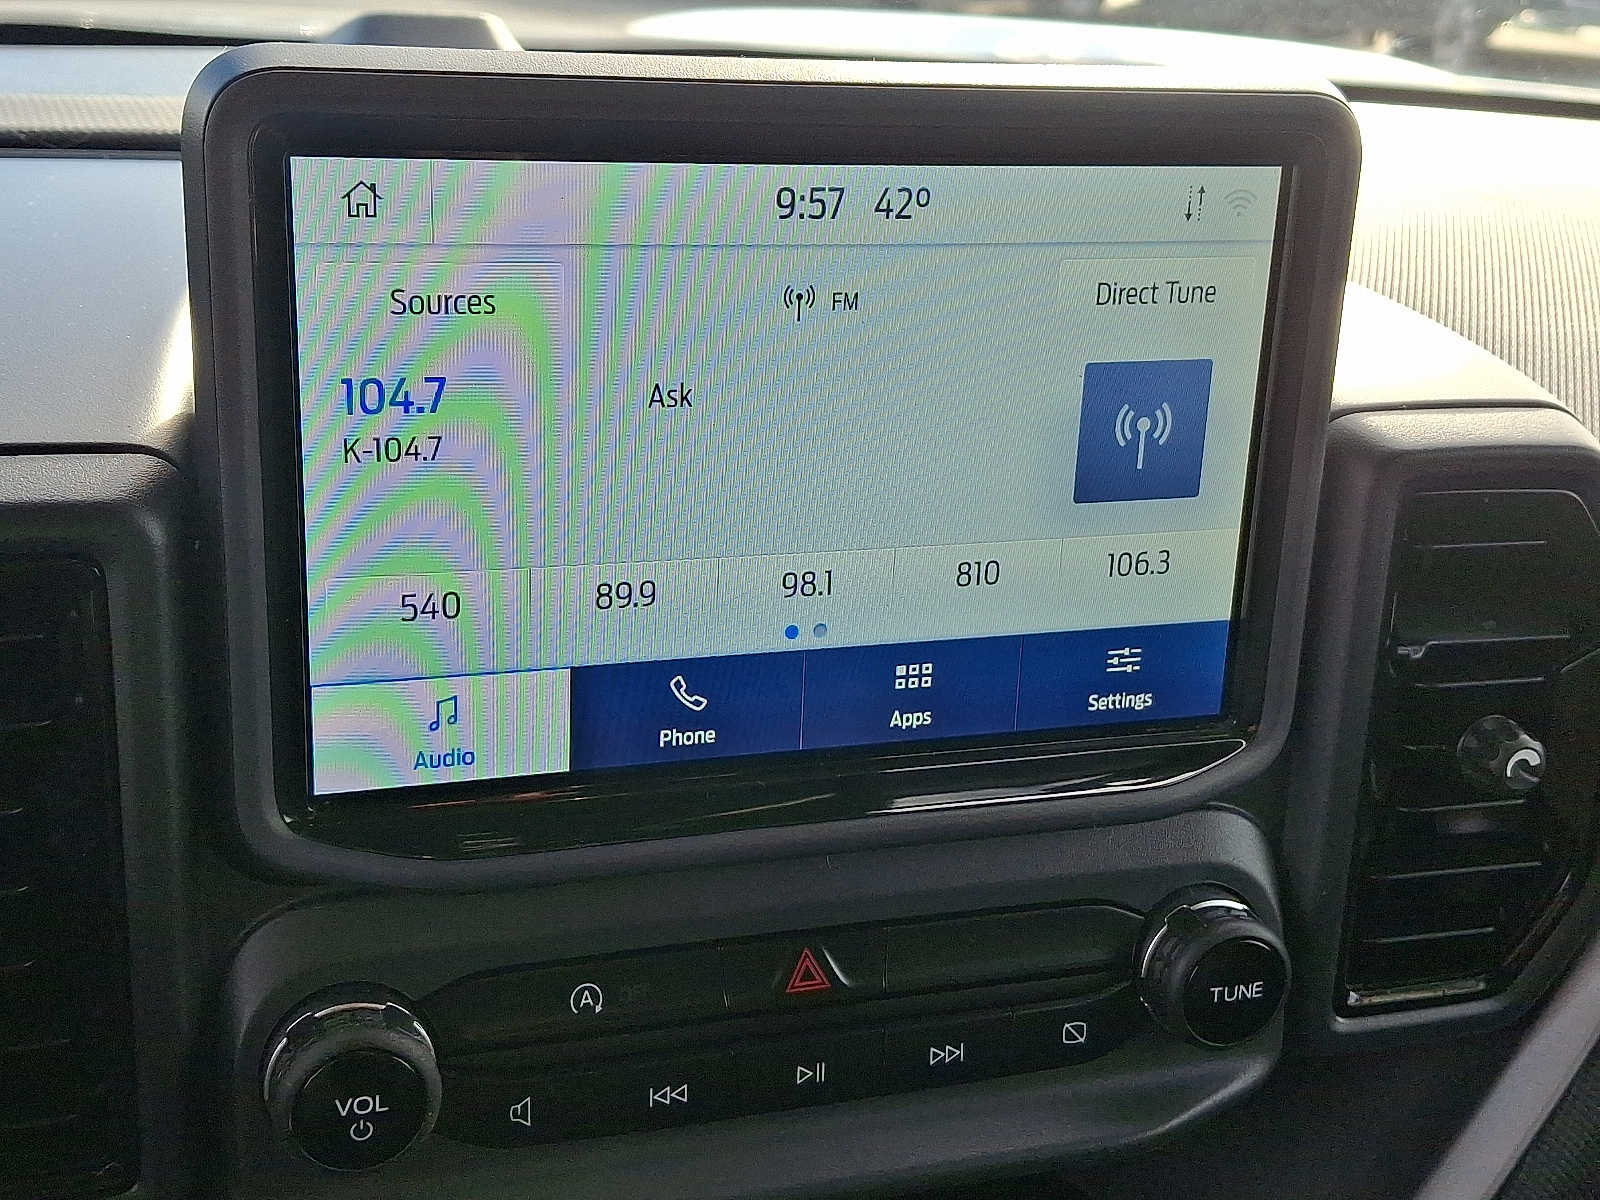 9:57 42º
Sources
FM
Direct Tune
104.7
K-104.7
Ask
540 89.9 98.1 810 106.3
Audio Phone Apps Settings
A
TUNE
VOL